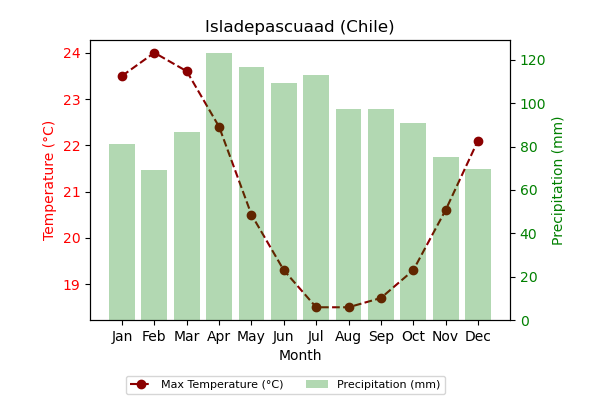 Isladepascuaad (Chile)
24
23
22
21
20
19
Temperature (°C)
120
100
80
60
40
20
0
Precipitation (mm)
Jan Feb Mar Apr May Jun Jul Aug Sep Oct Nov Dec
Month
Max Temperature (°C) Precipitation (mm)